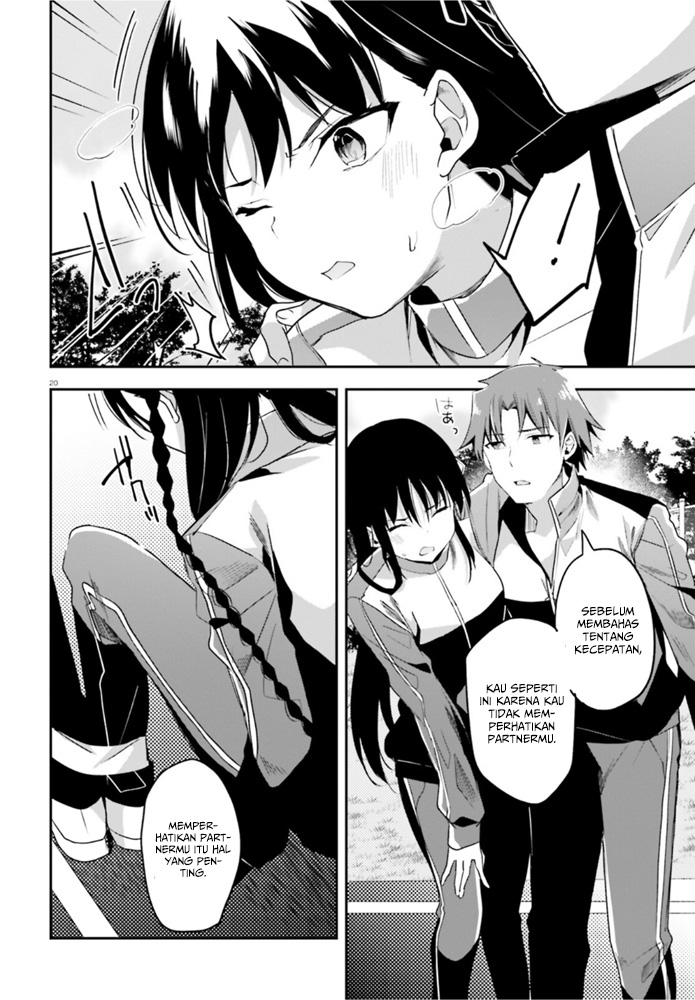 !
20
まぁっ
SEBELUM
MEMBAHAS
TENTANG
KECEPATAN,
KAU SEPERTI
INI KARENA KAU
TIDAK MEM-
PERHATIKAN
PARTNERMU.
MEMPER-
HATIKAN PART-
NERMU ITU HAL
YANG PEN-
TING.